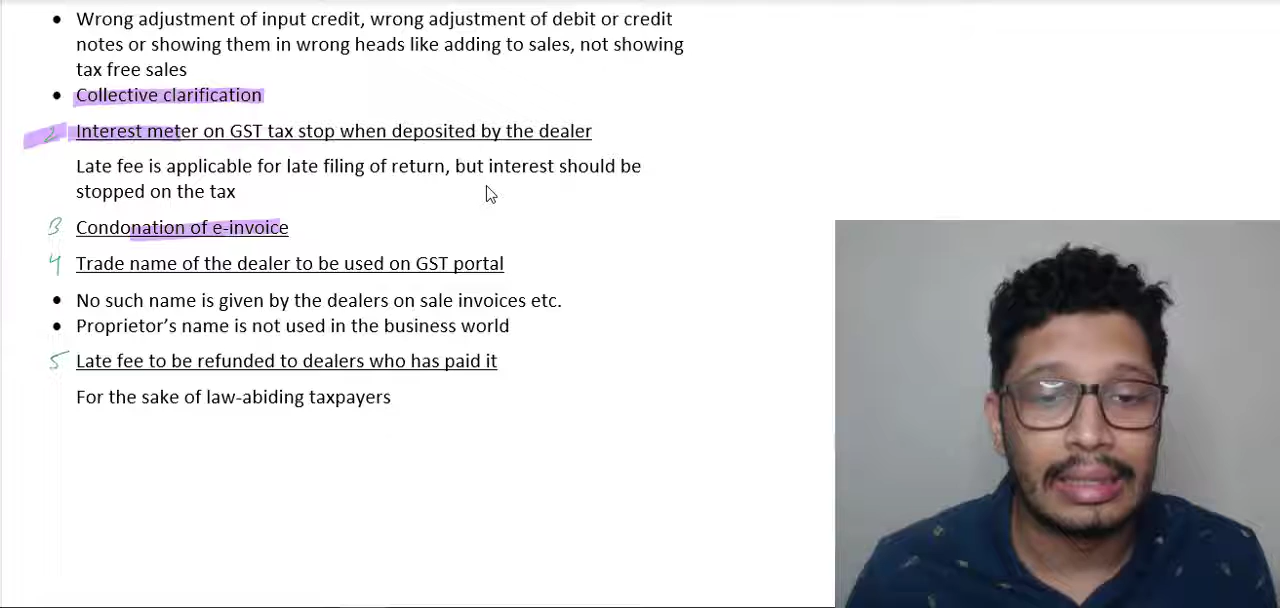 • Wrong adjustment of input credit, wrong adjustment of debit or credit
notes or showing them in wrong heads like adding to sales, not showing
tax free sales
• Collective clarification
2 Interest meter on GST tax stop when deposited by the dealer
Late fee is applicable for late filing of return, but interest should be
stopped on the tax
3 Condonation of e-invoice
4 Trade name of the dealer to be used on GST portal
• No such name is given by the dealers on sale invoices etc.
• Proprietor’s name is not used in the business world
5 Late fee to be refunded to dealers who has paid it
For the sake of law-abiding taxpayers